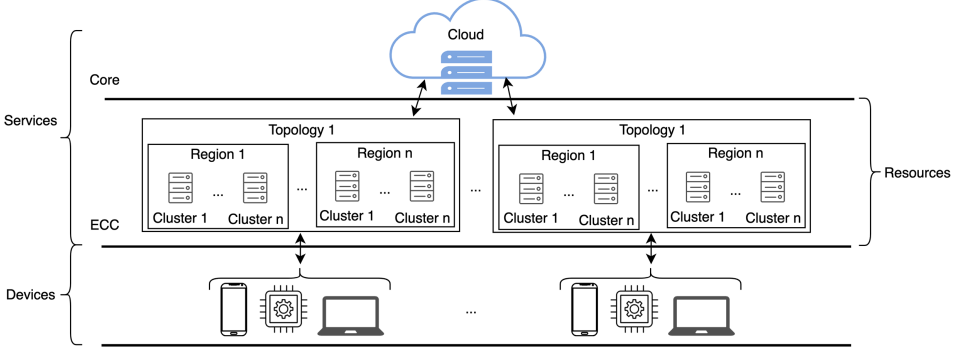 Cloud
Core
Services
Topology 1
Topology 1
Region 1
Region n
Region 1
Region n
...
...
...
...
...
...
...
Cluster 1
Cluster n
Cluster 1
Cluster n
Cluster 1
Cluster n
Cluster 1
Cluster n
Resources
ECC
Devices
...